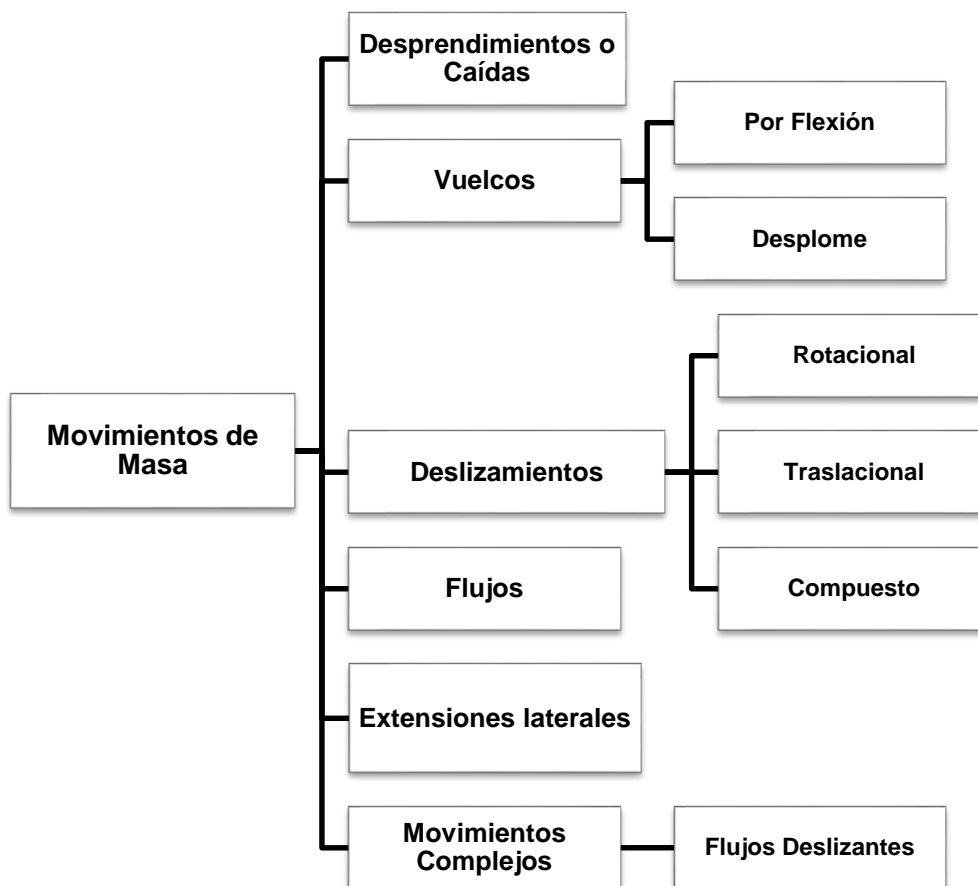 Desprendimientos o
Caídas
Por Flexión
Vuelcos
Desplome
Rotacional
Movimientos de
Masa
Deslizamientos
Traslacional
Compuesto
Flujos
Extensiones laterales
Movimientos
Complejos
Flujos Deslizantes